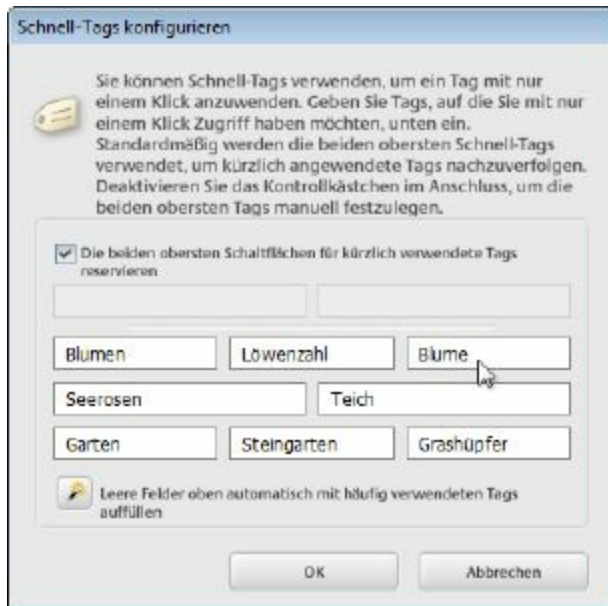 Schnell-Tags konfigurieren
Sie können Schnell-Tags verwenden, um ein Tag mit nur
einem Klick anzuwenden. Geben Sie Tags, auf die Sie mit nur
einem Klick Zugriff haben möchten, unten ein.
Standardmäßig werden die beiden obersten Schnell-Tags
verwendet, um kürzlich angewendete Tags nachzuverfolgen.
Deaktivieren Sie das Kontrollkästchen im Anschluss, um die
beiden obersten Tags manuell festzulegen.
Die beiden obersten Schaltflächen für kürzlich verwendete Tags
reservieren
Blumen Löwenzahl Blume
Seerosen Teich
Garten Steingarten Grashüpfer
Leere Felder oben automatisch mit häufig verwendeten Tags
auffüllen
OK Abbrechen